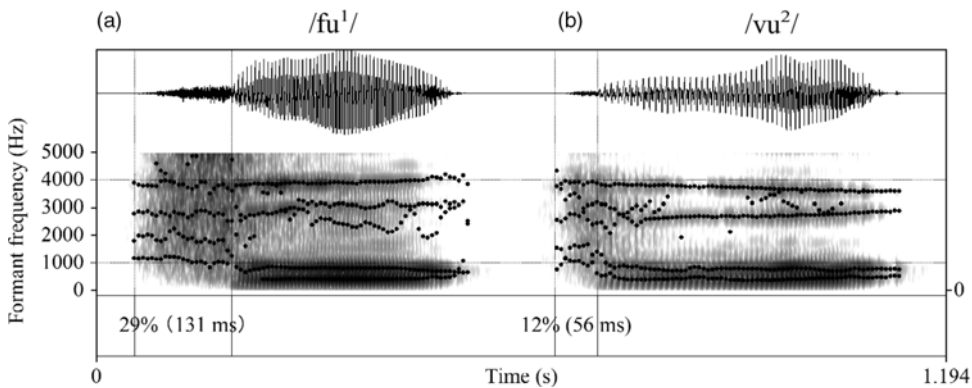 (a) /fu¹/ (b) /vu²/
Formant frequency (Hz)
5000
4000
3000
2000
1000
0 0
29% (131 ms) 12% (56 ms)
0 Time (s) 1.194